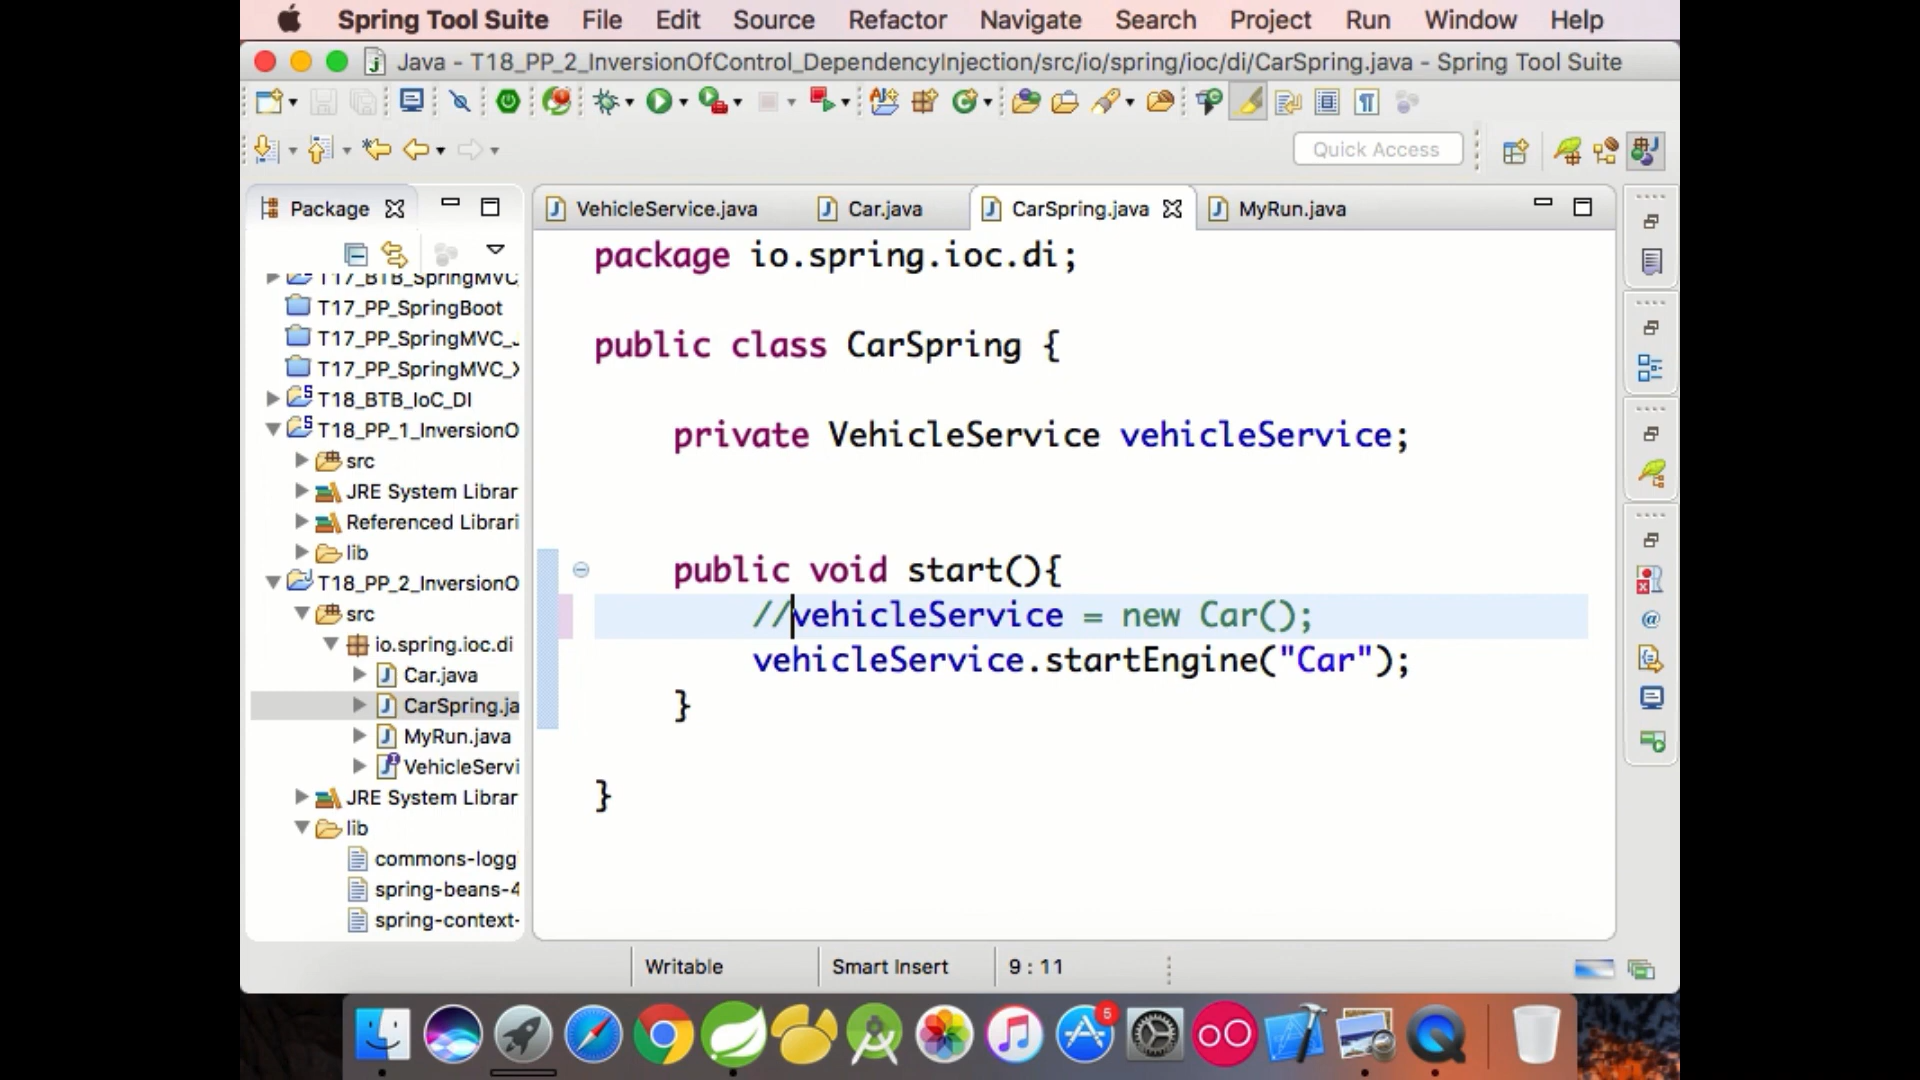 Spring Tool Suite File Edit Source Refactor Navigate Search Project Run Window Help
Java - T18_PP_2_InversionOfControl_DependencyInjection/src/io/spring/ioc/di/CarSpring.java - Spring Tool Suite
Quick Access
Package
VehicleService.java
Car.java
CarSpring.java
MyRun.java
T17_BTB_SpringMVC_
T17_PP_SpringBoot
T17_PP_SpringMVC_J
T17_PP_SpringMVC_X
T18_BTB_IoC_DI
T18_PP_1_InversionO
src
JRE System Librar
Referenced Librari
lib
T18_PP_2_InversionO
src
io.spring.ioc.di
Car.java
CarSpring.ja
MyRun.java
VehicleServi
JRE System Librar
lib
commons-logg
spring-beans-4
spring-context-
package io.spring.ioc.di;
public class CarSpring {
private VehicleService vehicleService;
public void start(){
//vehicleService = new Car();
vehicleService.startEngine("Car");
}
}
Writable
Smart Insert
9 : 11
5